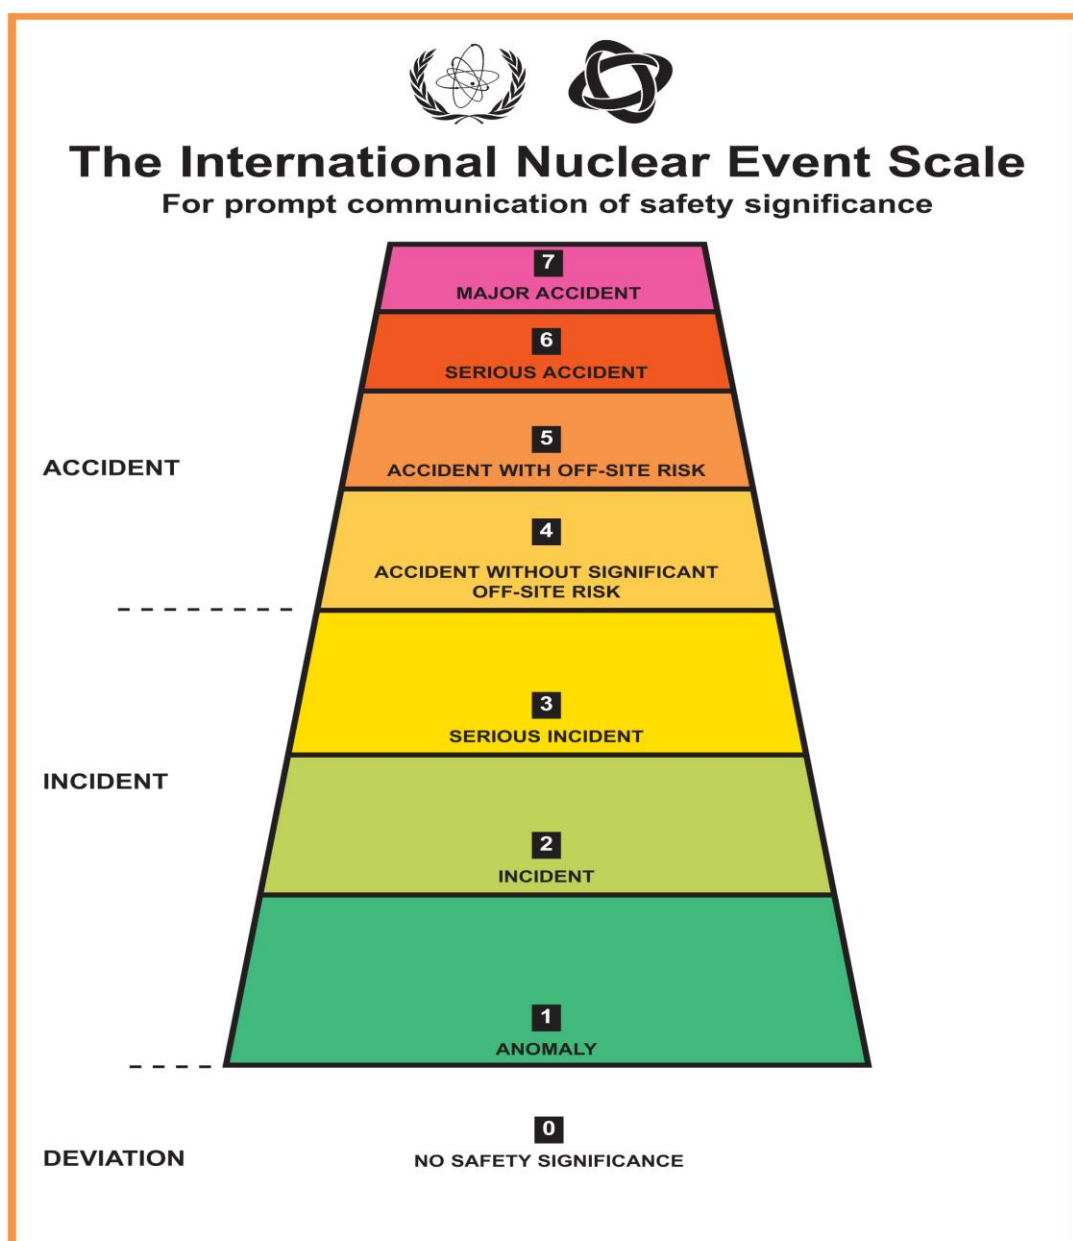 The International Nuclear Event Scale
For prompt communication of safety significance
7
MAJOR ACCIDENT
6
SERIOUS ACCIDENT
5
ACCIDENT WITH OFF-SITE RISK
ACCIDENT
4
ACCIDENT WITHOUT SIGNIFICANT
OFF-SITE RISK
3
SERIOUS INCIDENT
INCIDENT
2
INCIDENT
1
ANOMALY
0
NO SAFETY SIGNIFICANCE
DEVIATION